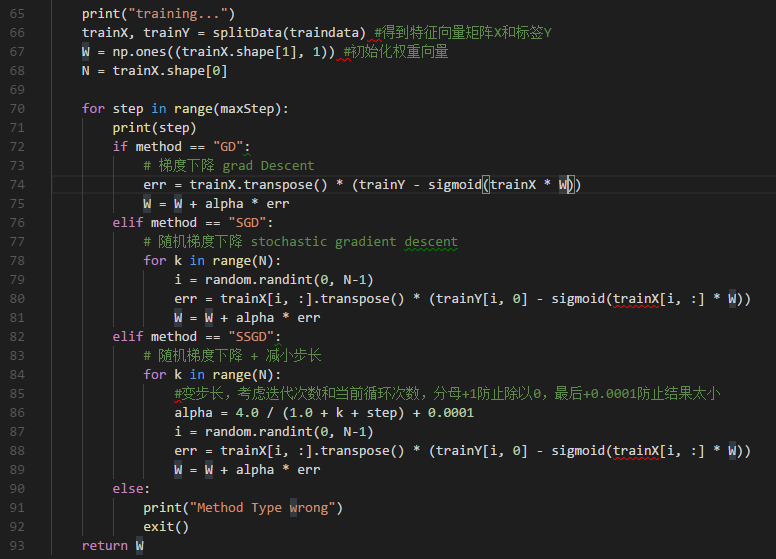 65 print("training...")
66 trainX, trainY = splitData(traindata) #得到特征向量矩阵X和标签Y
67 W = np.ones((trainX.shape[1], 1)) #初始化权重向量
68 N = trainX.shape[0]
69
70 for step in range(maxStep):
71 print(step)
72 if method == "GD":
73 # 梯度下降 grad Descent
74 err = trainX.transpose() * (trainY - sigmoid(trainX * W))
75 W = W + alpha * err
76 elif method == "SGD":
77 # 随机梯度下降 stochastic gradient descent
78 for k in range(N):
79 i = random.randint(0, N-1)
80 err = trainX[i, :].transpose() * (trainY[i, 0] - sigmoid(trainX[i, :] * W))
81 W = W + alpha * err
82 elif method == "SSGD":
83 # 随机梯度下降 + 减小步长
84 for k in range(N):
85 #变步长，考虑迭代次数和当前循环次数，分母+1防止除以0，最后+0.0001防止结果太小
86 alpha = 4.0 / (1.0 + k + step) + 0.0001
87 i = random.randint(0, N-1)
88 err = trainX[i, :].transpose() * (trainY[i, 0] - sigmoid(trainX[i, :] * W))
89 W = W + alpha * err
90 else:
91 print("Method Type wrong")
92 exit()
93 return W